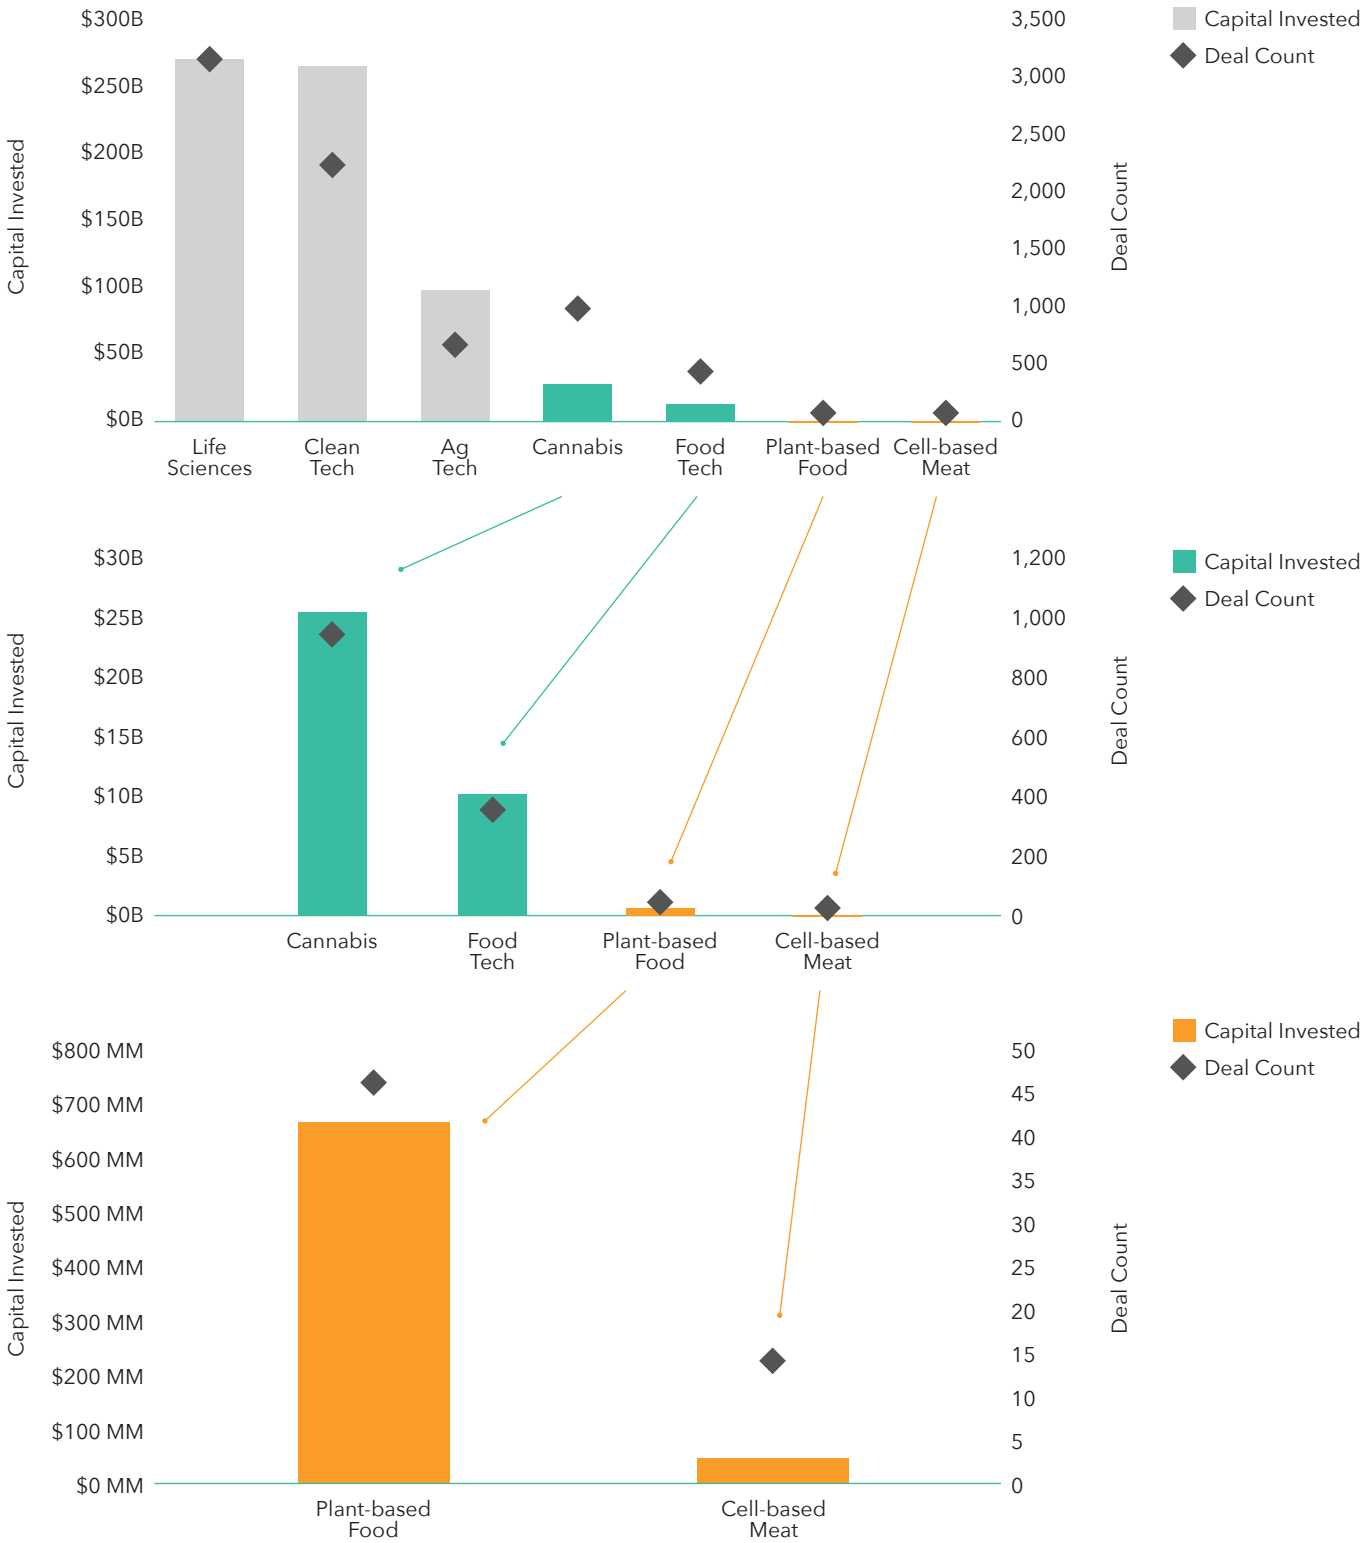 $300B
$250B
$200B
$150B
$100B
$50B
$0B
Capital Invested
3,500
3,000
2,500
2,000
1,500
1,000
500
0
Deal Count
Capital Invested
Deal Count
Life
Sciences
Clean
Tech
Ag
Tech
Cannabis
Food
Tech
Plant-based
Food
Cell-based
Meat
$30B
$25B
$20B
$15B
$10B
$5B
$0B
Capital Invested
1,200
1,000
800
600
400
200
0
Deal Count
Capital Invested
Deal Count
Cannabis
Food
Tech
Plant-based
Food
Cell-based
Meat
$800 MM
$700 MM
$600 MM
$500 MM
$400 MM
$300 MM
$200 MM
$100 MM
$0 MM
Capital Invested
50
45
40
35
30
25
20
15
10
5
0
Deal Count
Capital Invested
Deal Count
Plant-based
Food
Cell-based
Meat